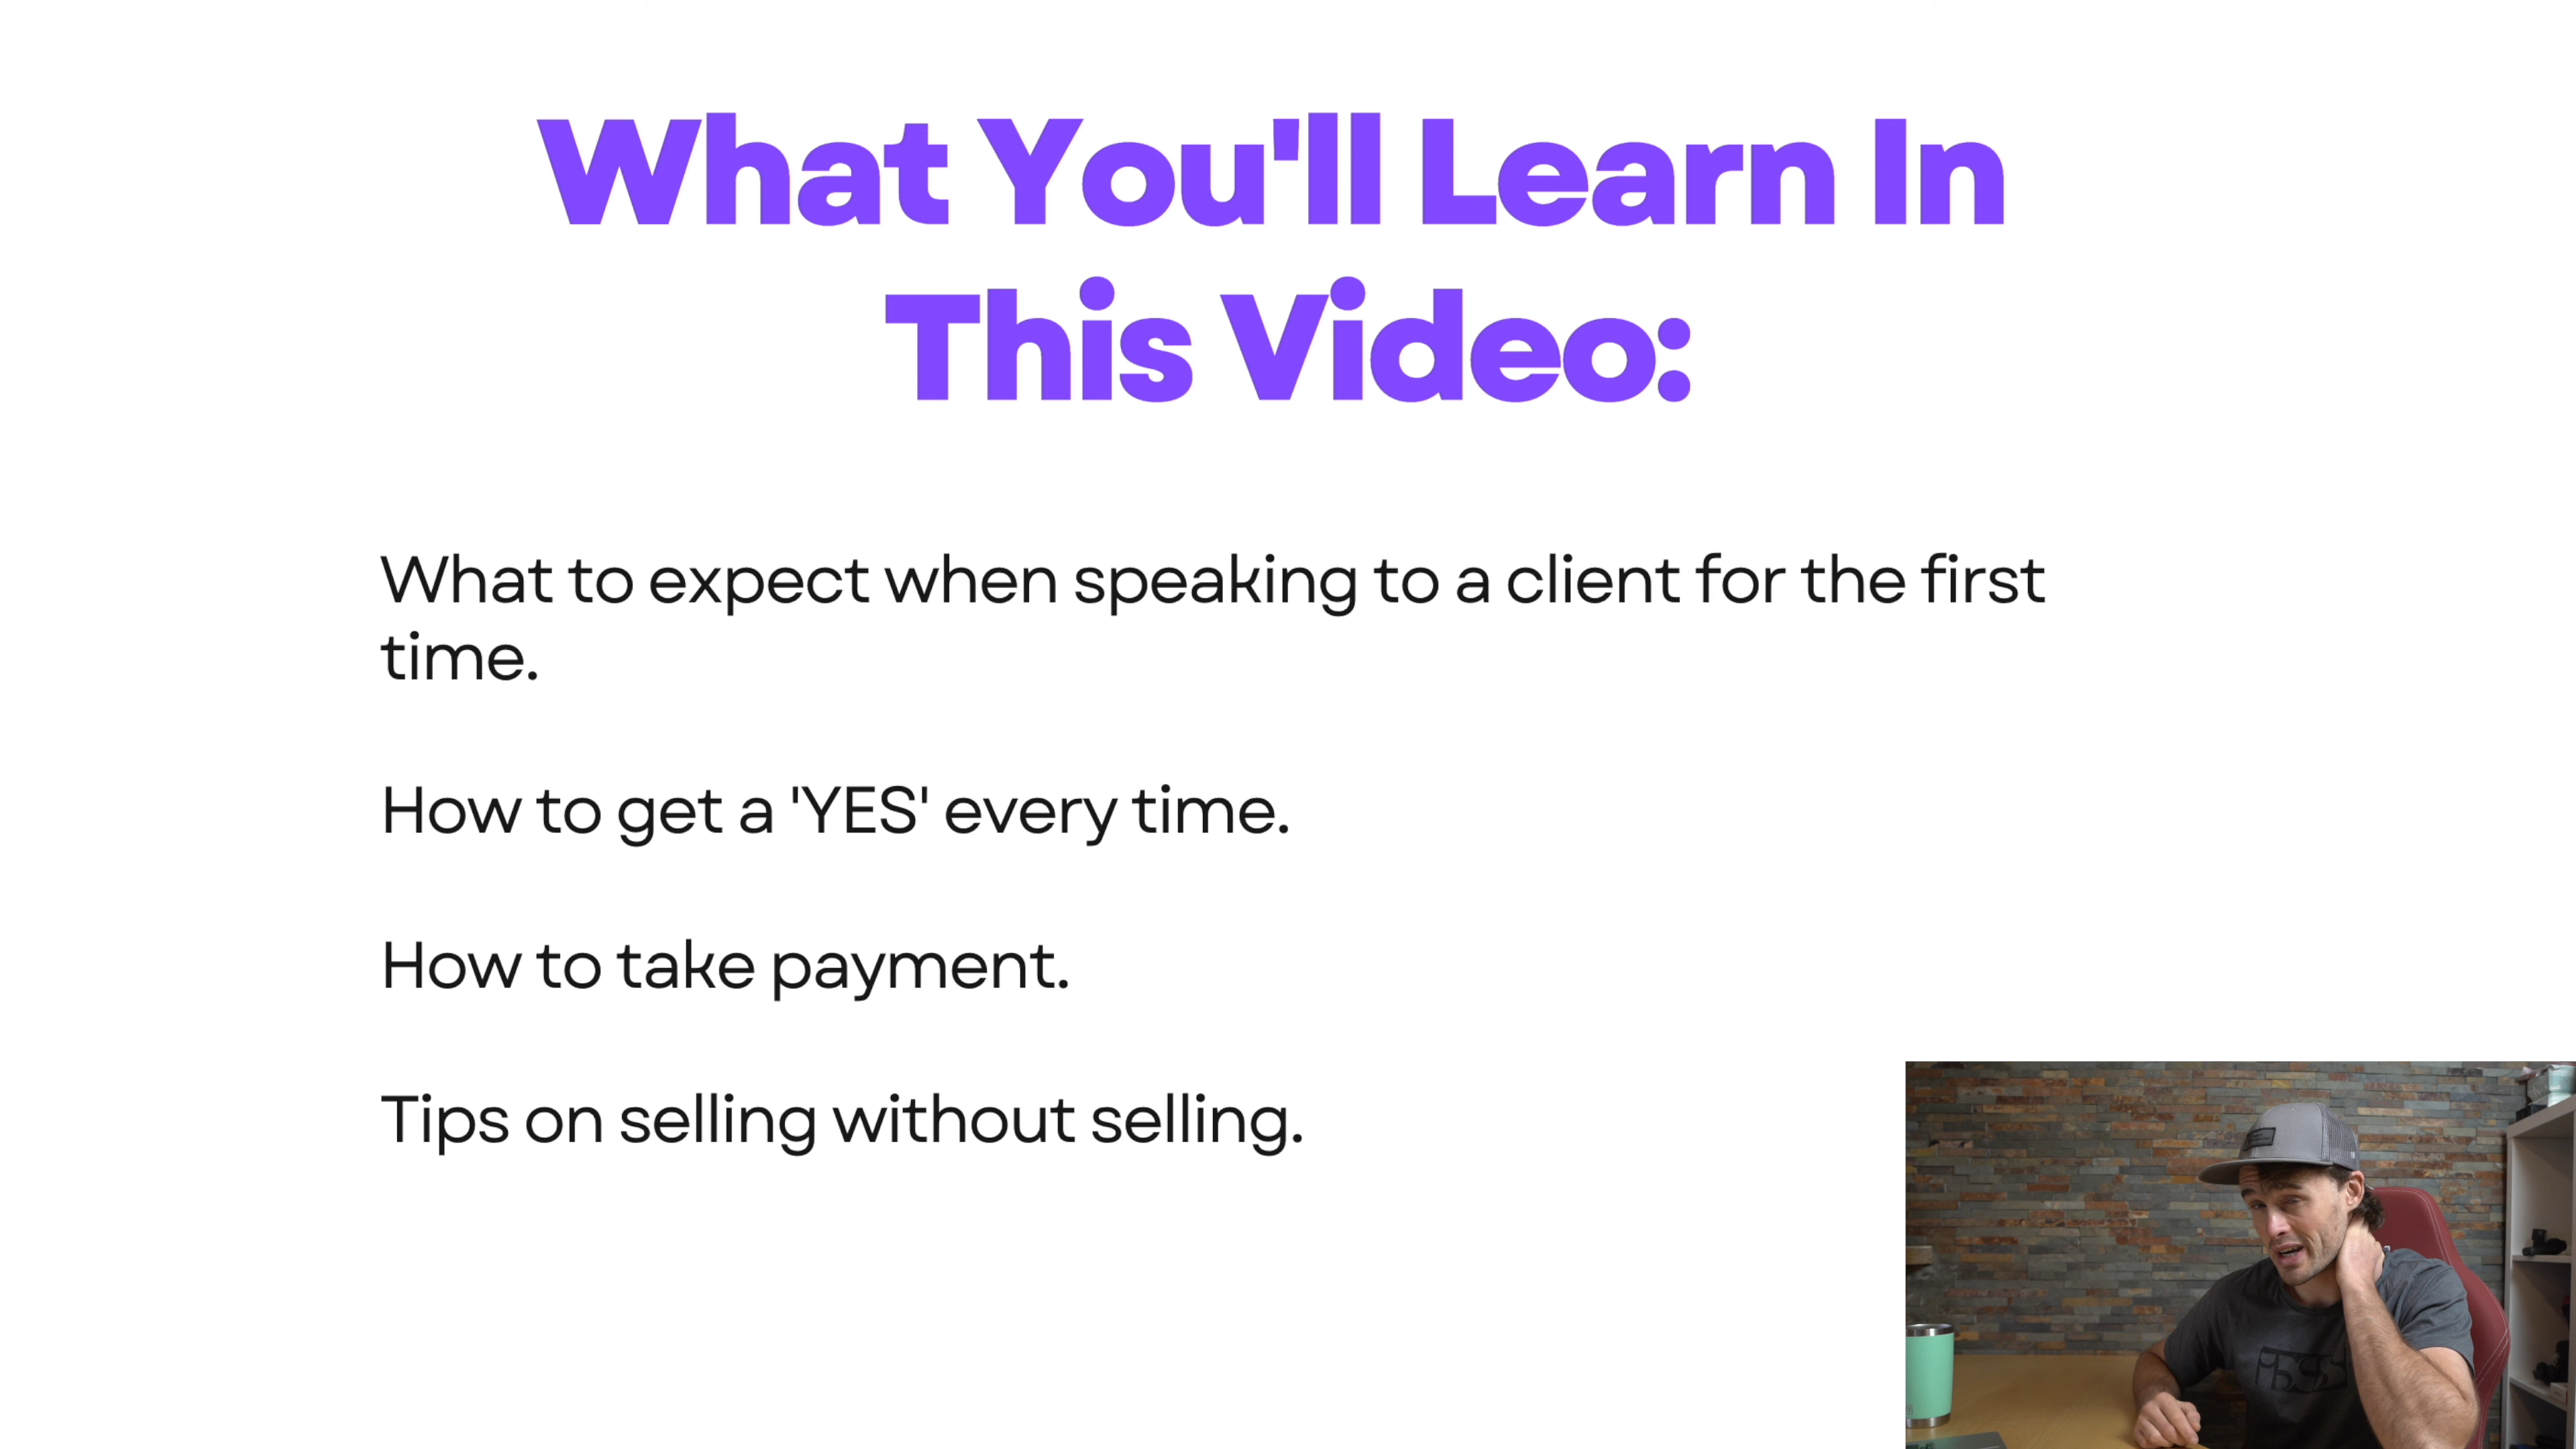 What You'll Learn In
This Video:
What to expect when speaking to a client for the first
time.
How to get a 'YES' every time.
How to take payment.
Tips on selling without selling.